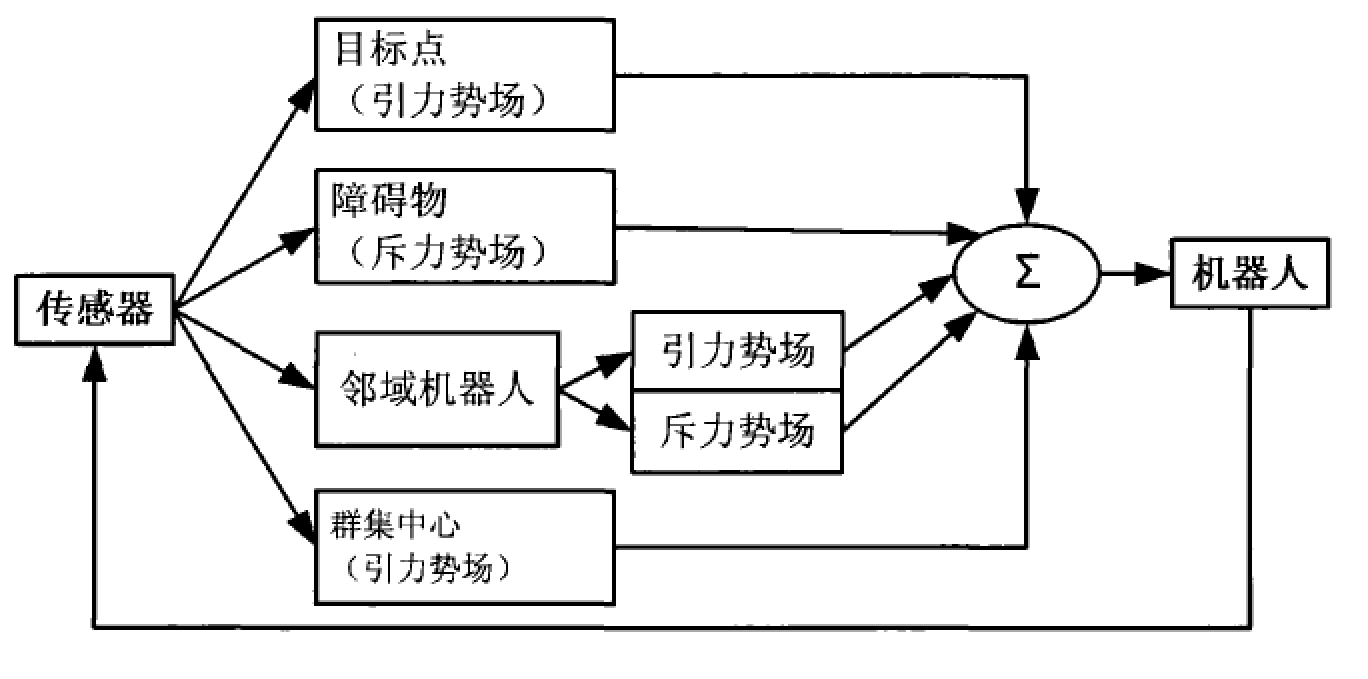 目标点
（引力势场）
障碍物
（斥力势场）
传感器
邻域机器人
引力势场
斥力势场
群集中心
（引力势场）
Σ
机器人